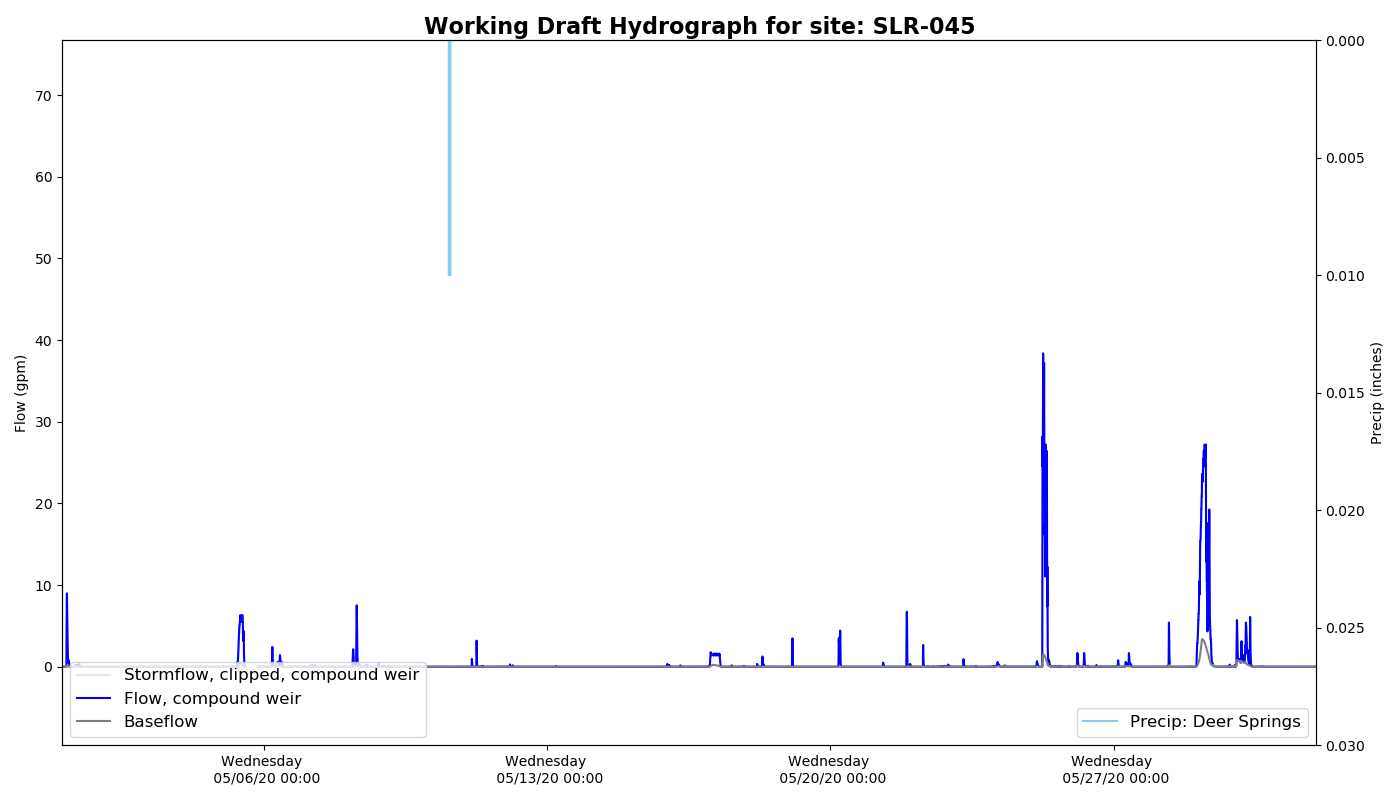 Working Draft Hydrograph for site: SLR-045
70
60
50
40
30
20
10
0
Flow (gpm)
0.000
0.005
0.010
0.015
0.020
0.025
0.030
Precip (inches)
Stormflow, clipped, compound weir
Flow, compound weir
Baseflow
Precip: Deer Springs
Wednesday
05/06/20 00:00
Wednesday
05/13/20 00:00
Wednesday
05/20/20 00:00
Wednesday
05/27/20 00:00